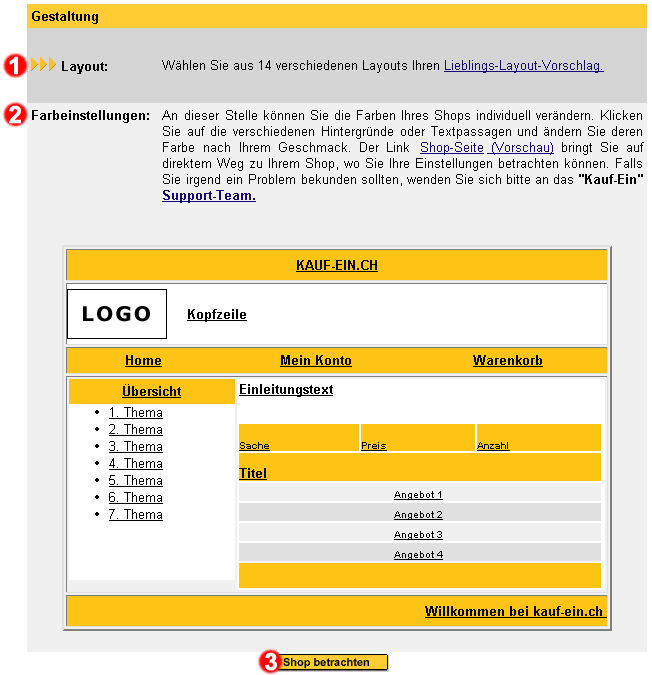 Gestaltung
1 Layout: Wählen Sie aus 14 verschiedenen Layouts Ihren Lieblings-Layout-Vorschlag.
2 Farbeinstellungen: An dieser Stelle können Sie die Farben Ihres Shops individuell verändern. Klicken
Sie auf die verschiedenen Hintergründe oder Textpassagen und ändern Sie deren
Farbe nach Ihrem Geschmack. Der Link Shop-Seite (Vorschau) bringt Sie auf
direktem Weg zu Ihrem Shop, wo Sie Ihre Einstellungen betrachten können. Falls
Sie irgend ein Problem bekunden sollten, wenden Sie sich bitte an das "Kauf-Ein"
Support-Team.
KAUF-EIN.CH
LOGO Kopfzeile
Home Mein Konto Warenkorb
Übersicht
1. Thema
2. Thema
3. Thema
4. Thema
5. Thema
6. Thema
7. Thema
Einleitungstext
Sache Preis Anzahl
Titel
Angebot 1
Angebot 2
Angebot 3
Angebot 4
Willkommen bei kauf-ein.ch
3 Shop betrachten